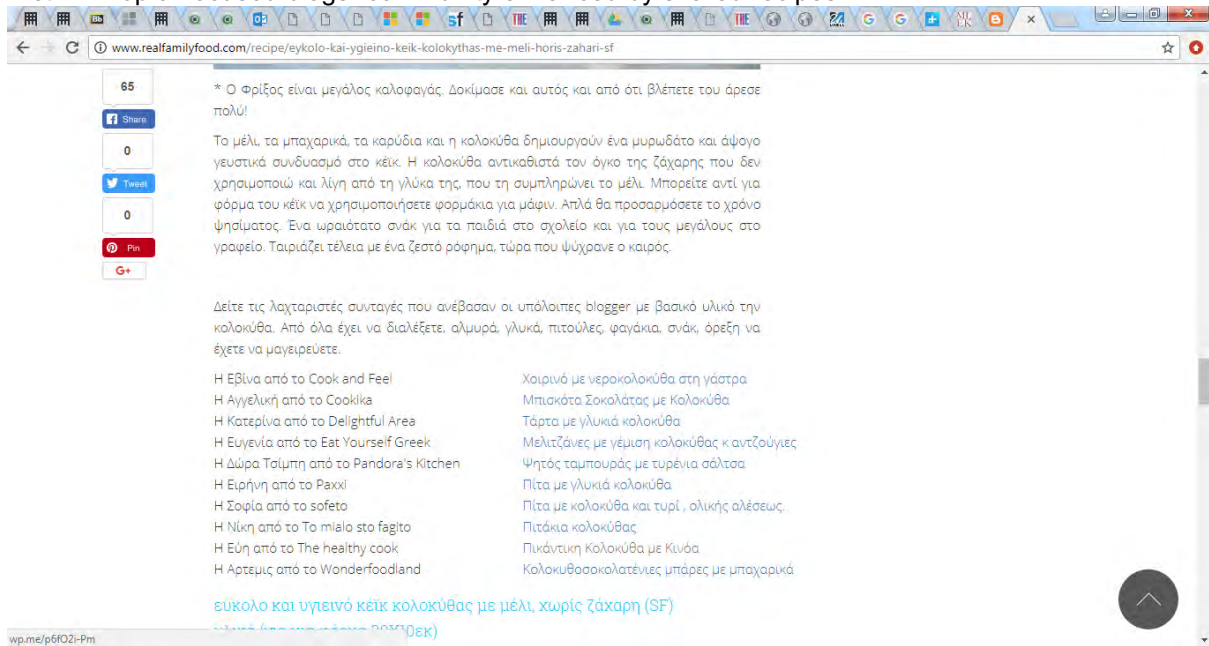 www.realfamilyfood.com/recipe/eykolo-kai-ygieino-keik-kolokythas-me-meli-horis-zahari-sf
65
Share
0
Tweet
0
Pin
G+
* Ο Φρίξος είναι μεγάλος καλοφαγάς. Δοκίμασε και αυτός και από ότι βλέπετε του άρεσε
πολύ!
Το μέλι, τα μπαχαρικά, τα καρύδια και η κολοκύθα δημιουργούν ένα μυρωδάτο και άψογο
γευστικά συνδυασμό στο κέικ. Η κολοκύθα αντικαθιστά τον όγκο της ζάχαρης που δεν
χρησιμοποιώ και λίγη από τη γλύκα της, που τη συμπληρώνει το μέλι. Μπορείτε αντί για
φόρμα του κέϊκ να χρησιμοποιήσετε φορμάκια για μάφιν. Απλά θα προσαρμόσετε το χρόνο
ψησίματος. Ένα ωραιότατο σνάκ για τα παιδιά στο σχολείο και για τους μεγάλους στο
γραφείο. Ταιριάζει τέλεια με ένα ζεστό ρόφημα, τώρα που ψύχρανε ο καιρός.
Δείτε τις λαχταριστές συνταγές που ανέβασαν οι υπόλοιπες blogger με βασικό υλικό την
κολοκύθα. Από όλα έχει να διαλέξετε, αλμυρά, γλυκά, πιτούλες, φαγάκια, σνάκ, όρεξη να
έχετε να μαγειρεύετε.
Η Εβίνα από το Cook and Feel Χοιρινό με νεροκολοκύθα στη γάστρα
Η Αγγελική από το Cookika Μπισκότα Σοκολάτας με Κολοκύθα
Η Κατερίνα από το Delightful Area Τάρτα με γλυκιά κολοκύθα
Η Ευγενία από το Eat Yourself Greek Μελιτζάνες με γέμιση κολοκύθας κ αντζούγιες
Η Δώρα Τσίμπη από το Pandora's Kitchen Ψητός ταμπουράς με τυρένια σάλτσα
Η Ειρήνη από το Paxxi Πίτα με γλυκιά κολοκύθα
Η Σοφία από το sofeto Πίτα με κολοκύθα και τυρί , ολικής αλέσεως.
Η Νίκη από το To mialo sto fagito Πιτάκια κολοκύθας
Η Εύη από το The healthy cook Πικάντικη Κολοκύθα με Κινόα
Η Αρτεμις από το Wonderfoodland Κολοκυθοσοκολατένιες μπάρες με μπαχαρικά
εύκολο και υγιεινό κέϊκ κολοκύθας με μέλι, χωρίς ζάχαρη (SF)
wp.me/p6fO2i-Pm